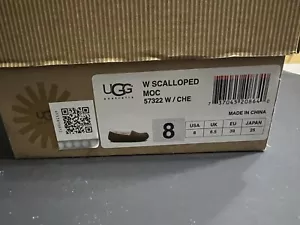 UGG
australia
W SCALLOPED
MOC
57322 W / CHE
8
USA UK EU JAPAN
8 6.5 39 25
MADE IN CHINA